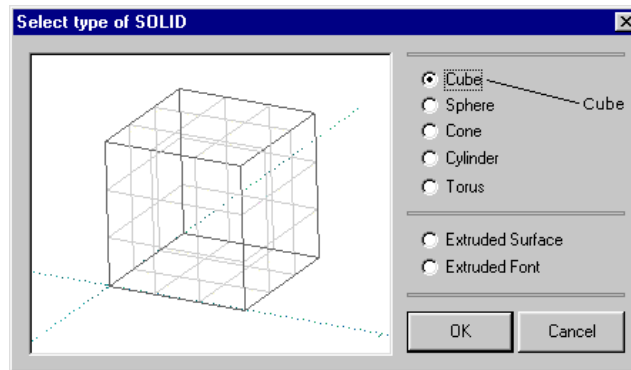 Select type of SOLID
Cube
Cube
Sphere
Cone
Cylinder
Torus
Extruded Surface
Extruded Font
OK
Cancel